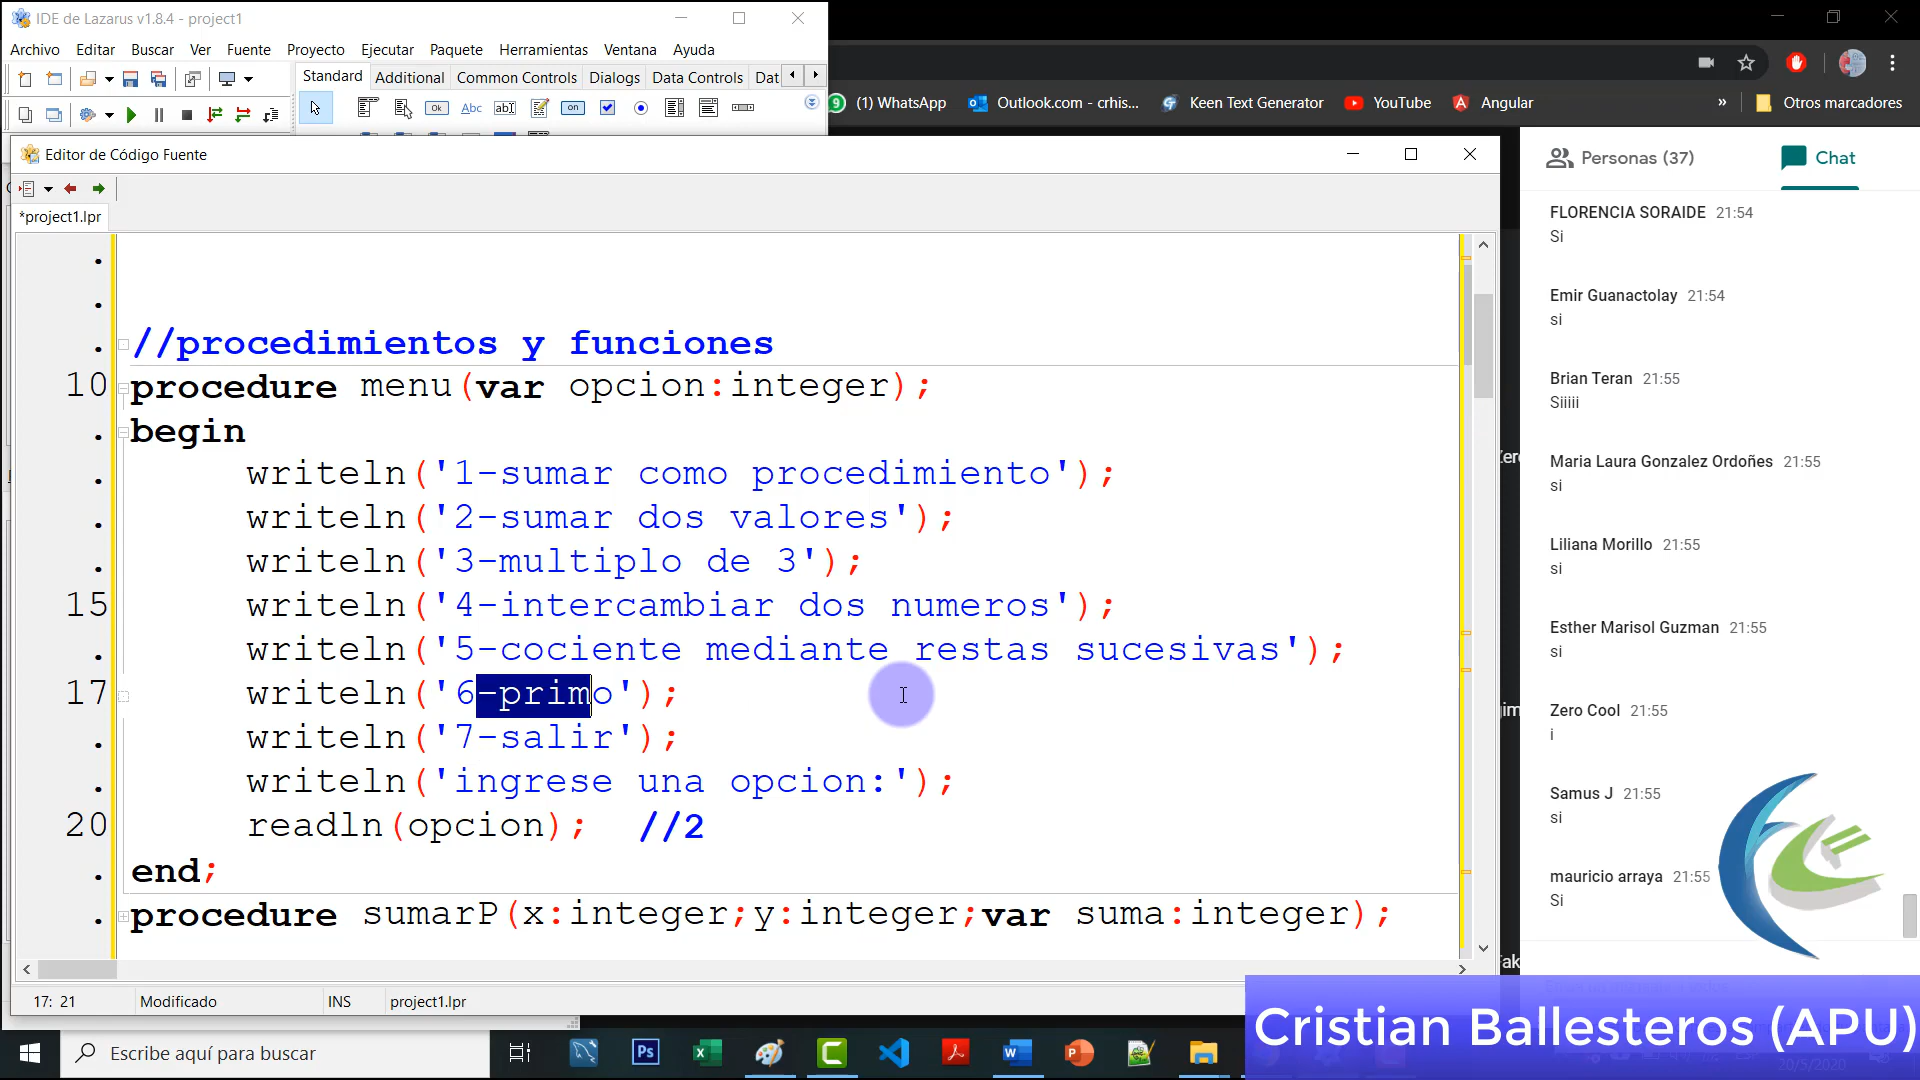 IDE de Lazarus v1.8.4 - project1
Archivo Editar Buscar Ver Fuente Proyecto Ejecutar Paquete Herramientas Ventana Ayuda
Standard Additional Common Controls Dialogs Data Controls Dat
Ok Abc ab on
(1) WhatsApp Outlook.com - crhis... Keen Text Generator YouTube Angular » Otros marcadores
Editor de Código Fuente
*project1.lpr
//procedimientos y funciones
10 procedure menu(var opcion:integer);
begin
writeln('1-sumar como procedimiento');
writeln('2-sumar dos valores');
writeln('3-multiplo de 3');
15 writeln('4-intercambiar dos numeros');
writeln('5-cociente mediante restas sucesivas');
17 writeln('6-primo');
writeln('7-salir');
writeln('ingrese una opcion:');
20 readln(opcion); //2
end;
procedure sumarP(x:integer;y:integer;var suma:integer);
17: 21 Modificado INS project1.lpr
Personas (37) Chat
FLORENCIA SORAIDE 21:54
Si
Emir Guanactolay 21:54
si
Brian Teran 21:55
Siiiii
Maria Laura Gonzalez Ordoñes 21:55
si
Liliana Morillo 21:55
si
Esther Marisol Guzman 21:55
si
Zero Cool 21:55
i
Samus J 21:55
si
mauricio arraya 21:55
Si
Cristian Ballesteros (APU)
Escribe aquí para buscar
Ps
20/5/2020